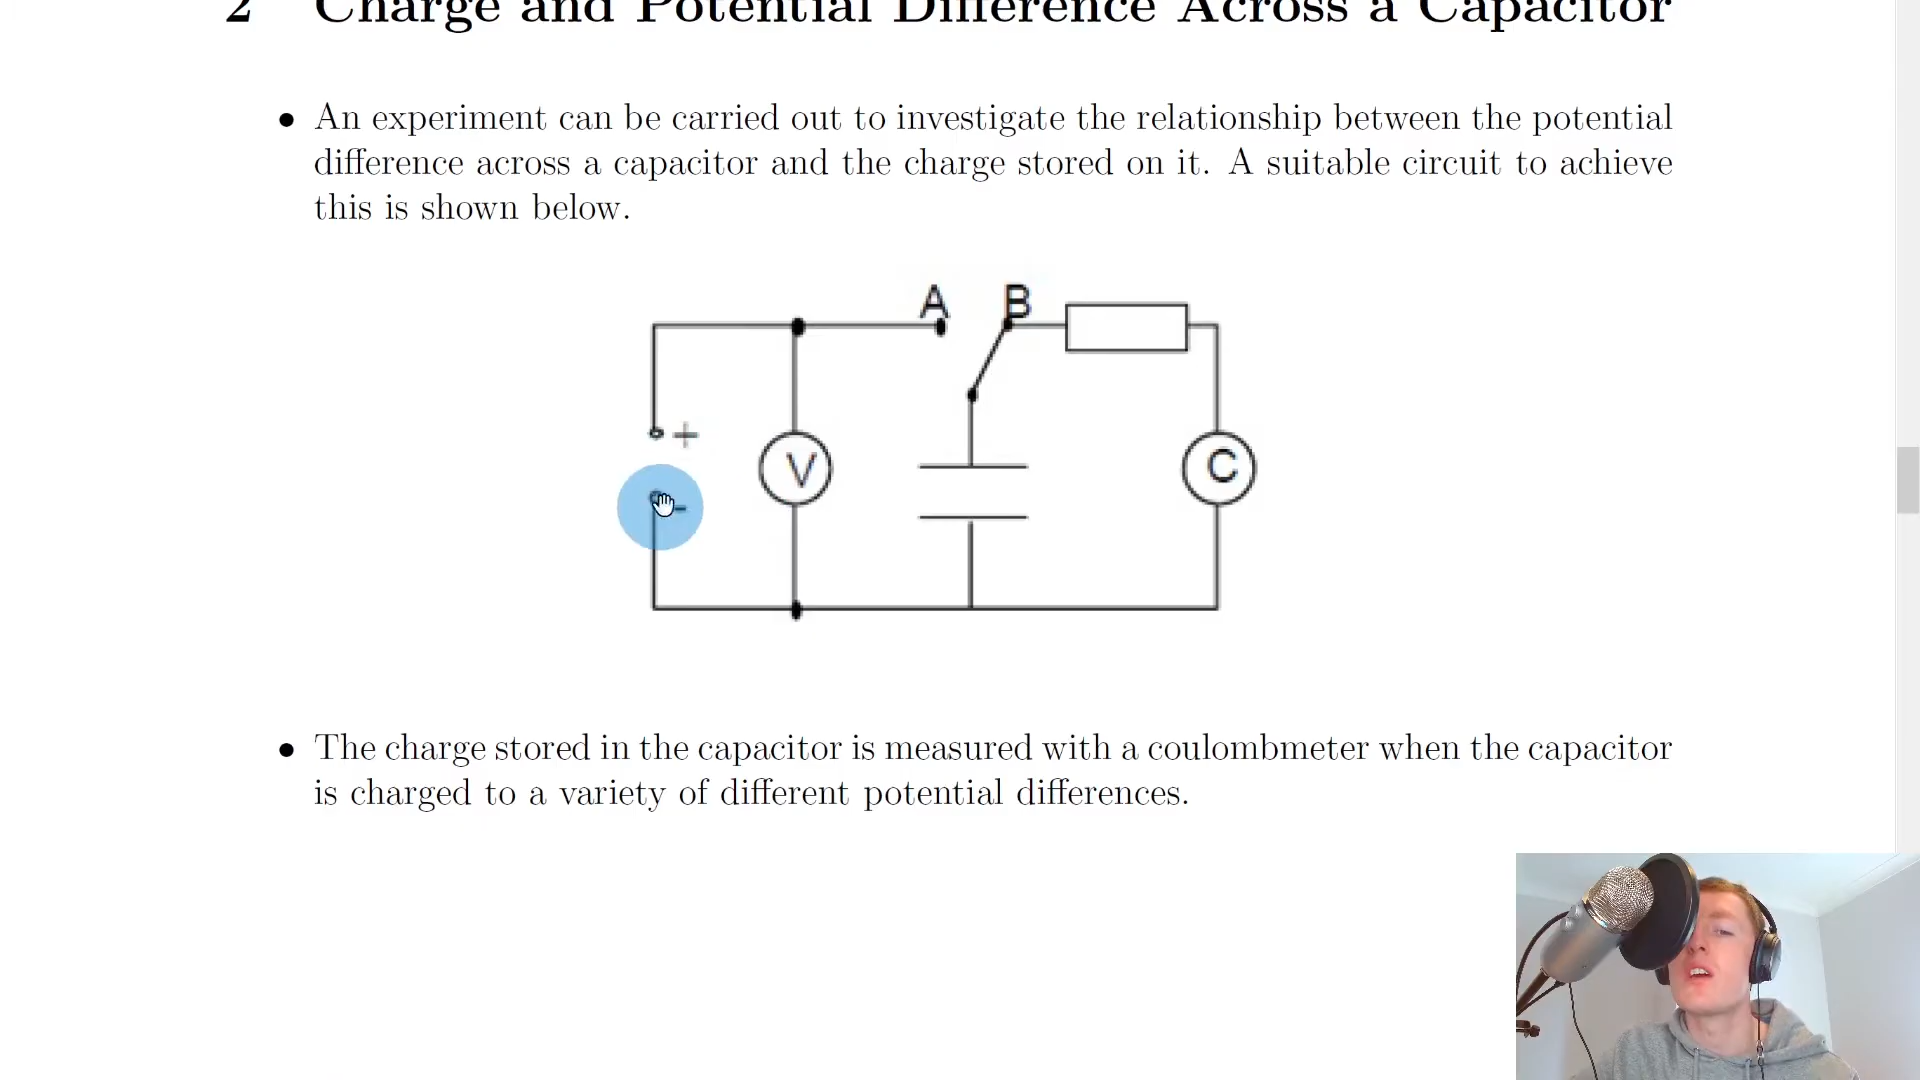 2 Charge and Potential Difference Across a Capacitor
• An experiment can be carried out to investigate the relationship between the potential
difference across a capacitor and the charge stored on it. A suitable circuit to achieve
this is shown below.
A B
+
V C
-
• The charge stored in the capacitor is measured with a coulombmeter when the capacitor
is charged to a variety of different potential differences.